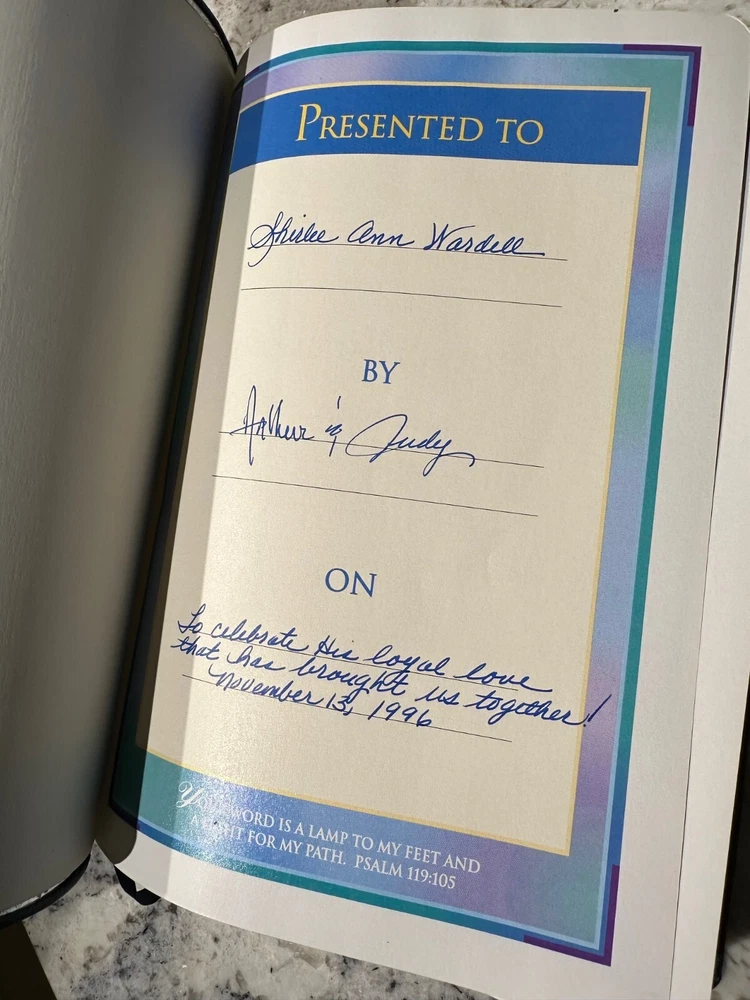 PRESENTED TO
Shirlee Ann Wardell
BY
Arthur & Judy
ON
To celebrate His loyal love
that has brought us together!
November 13, 1996
YOUR WORD IS A LAMP TO MY FEET AND
A LIGHT FOR MY PATH. PSALM 119:105